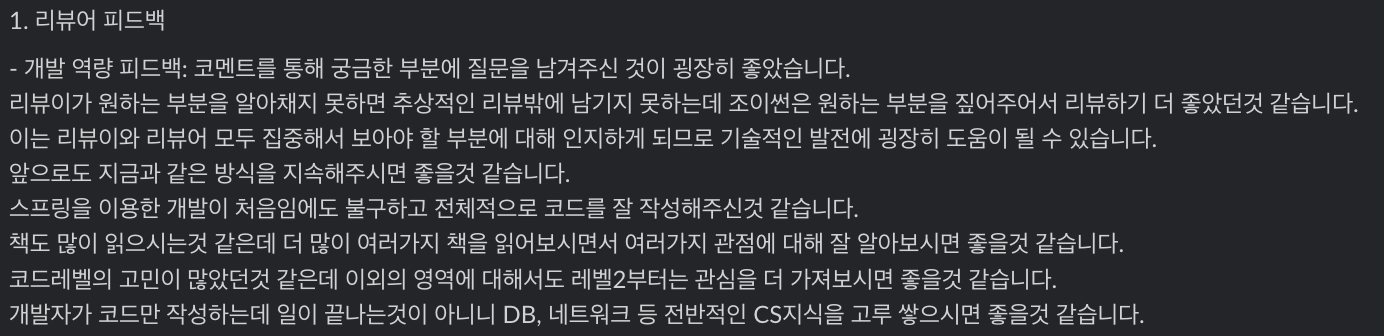 1. 리뷰어 피드백
- 개발 역량 피드백: 코멘트를 통해 궁금한 부분에 질문을 남겨주신 것이 굉장히 좋았습니다.
리뷰이가 원하는 부분을 알아채지 못하면 추상적인 리뷰밖에 남기지 못하는데 조이썬은 원하는 부분을 짚어주어서 리뷰하기 더 좋았던것 같습니다.
이는 리뷰이와 리뷰어 모두 집중해서 보아야 할 부분에 대해 인지하게 되므로 기술적인 발전에 굉장히 도움이 될 수 있습니다.
앞으로도 지금과 같은 방식을 지속해주시면 좋을것 같습니다.
스프링을 이용한 개발이 처음임에도 불구하고 전체적으로 코드를 잘 작성해주신것 같습니다.
책도 많이 읽으시는것 같은데 더 많이 여러가지 책을 읽어보시면서 여러가지 관점에 대해 잘 알아보시면 좋을것 같습니다.
코드레벨의 고민이 많았던것 같은데 이외의 영역에 대해서도 레벨2부터는 관심을 더 가져보시면 좋을것 같습니다.
개발자가 코드만 작성하는데 일이 끝나는것이 아니니 DB, 네트워크 등 전반적인 CS지식을 고루 쌓으시면 좋을것 같습니다.